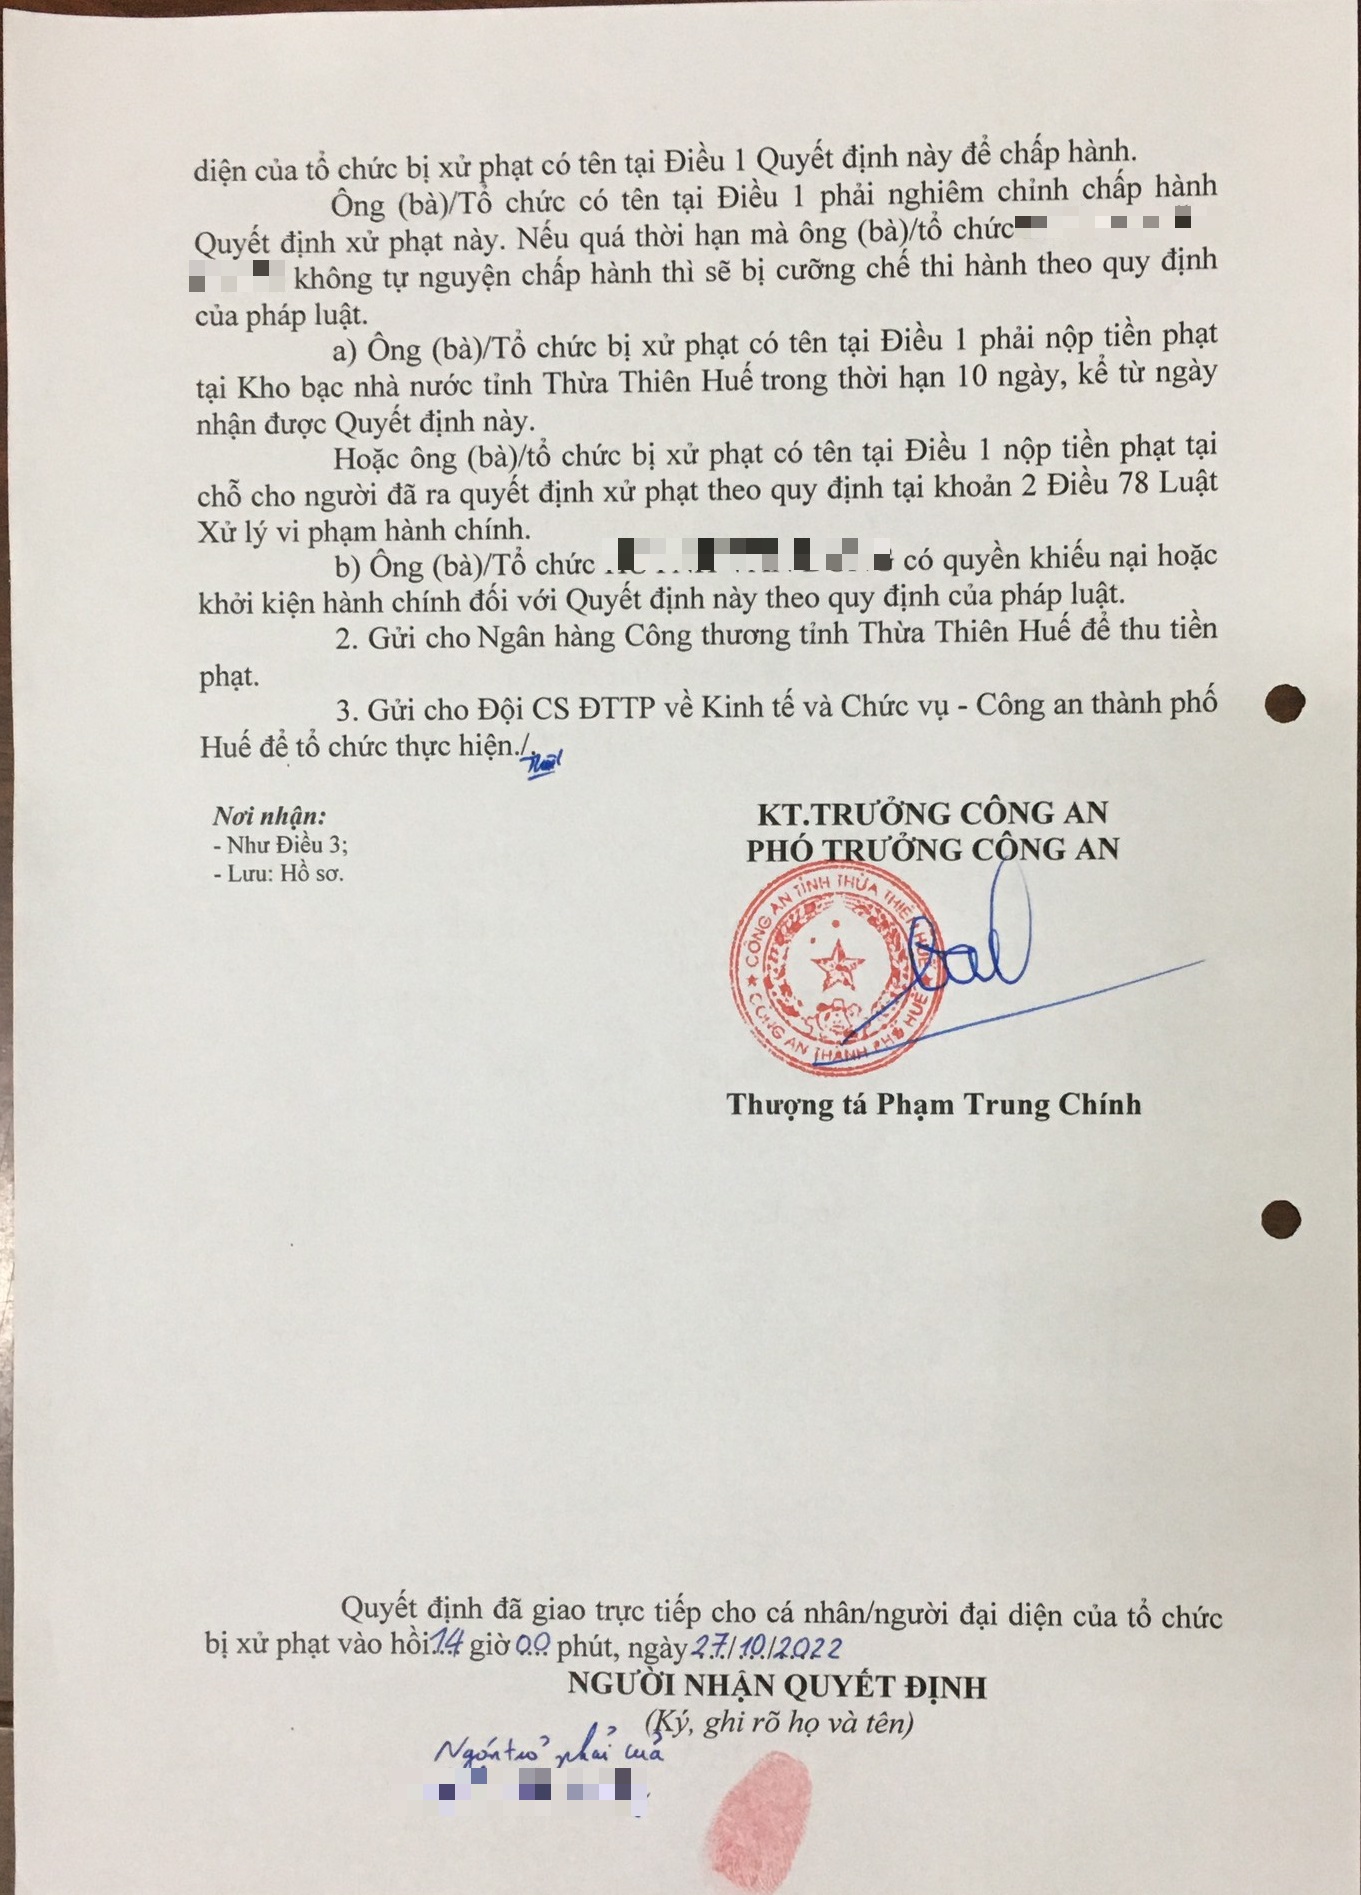 diện của tổ chức bị xử phạt có tên tại Điều 1 Quyết định này để chấp hành.
Ông (bà)/Tổ chức có tên tại Điều 1 phải nghiêm chỉnh chấp hành
Quyết định xử phạt này. Nếu quá thời hạn mà ông (bà)/tổ chức
không tự nguyện chấp hành thì sẽ bị cưỡng chế thi hành theo quy định
của pháp luật.
a) Ông (bà)/Tổ chức bị xử phạt có tên tại Điều 1 phải nộp tiền phạt
tại Kho bạc nhà nước tỉnh Thừa Thiên Huế trong thời hạn 10 ngày, kể từ ngày
nhận được Quyết định này.
Hoặc ông (bà)/tổ chức bị xử phạt có tên tại Điều 1 nộp tiền phạt tại
chỗ cho người đã ra quyết định xử phạt theo quy định tại khoản 2 Điều 78 Luật
Xử lý vi phạm hành chính.
b) Ông (bà)/Tổ chức có quyền khiếu nại hoặc
khởi kiện hành chính đối với Quyết định này theo quy định của pháp luật.
2. Gửi cho Ngân hàng Công thương tỉnh Thừa Thiên Huế để thu tiền
phạt.
3. Gửi cho Đội CS ĐTTP về Kinh tế và Chức vụ - Công an thành phố
Huế để tổ chức thực hiện./.
Nơi nhận:
- Như Điều 3;
- Lưu: Hồ sơ.
KT.TRƯỞNG CÔNG AN
PHÓ TRƯỞNG CÔNG AN
CÔNG AN TỈNH THỪA THIÊN HUẾ
CÔNG AN THÀNH PHỐ HUẾ
Thượng tá Phạm Trung Chính
Quyết định đã giao trực tiếp cho cá nhân/người đại diện của tổ chức
bị xử phạt vào hồi 14 giờ 00 phút, ngày 27/10/2022
NGƯỜI NHẬN QUYẾT ĐỊNH
(Ký, ghi rõ họ và tên)
Ngón trỏ phải của